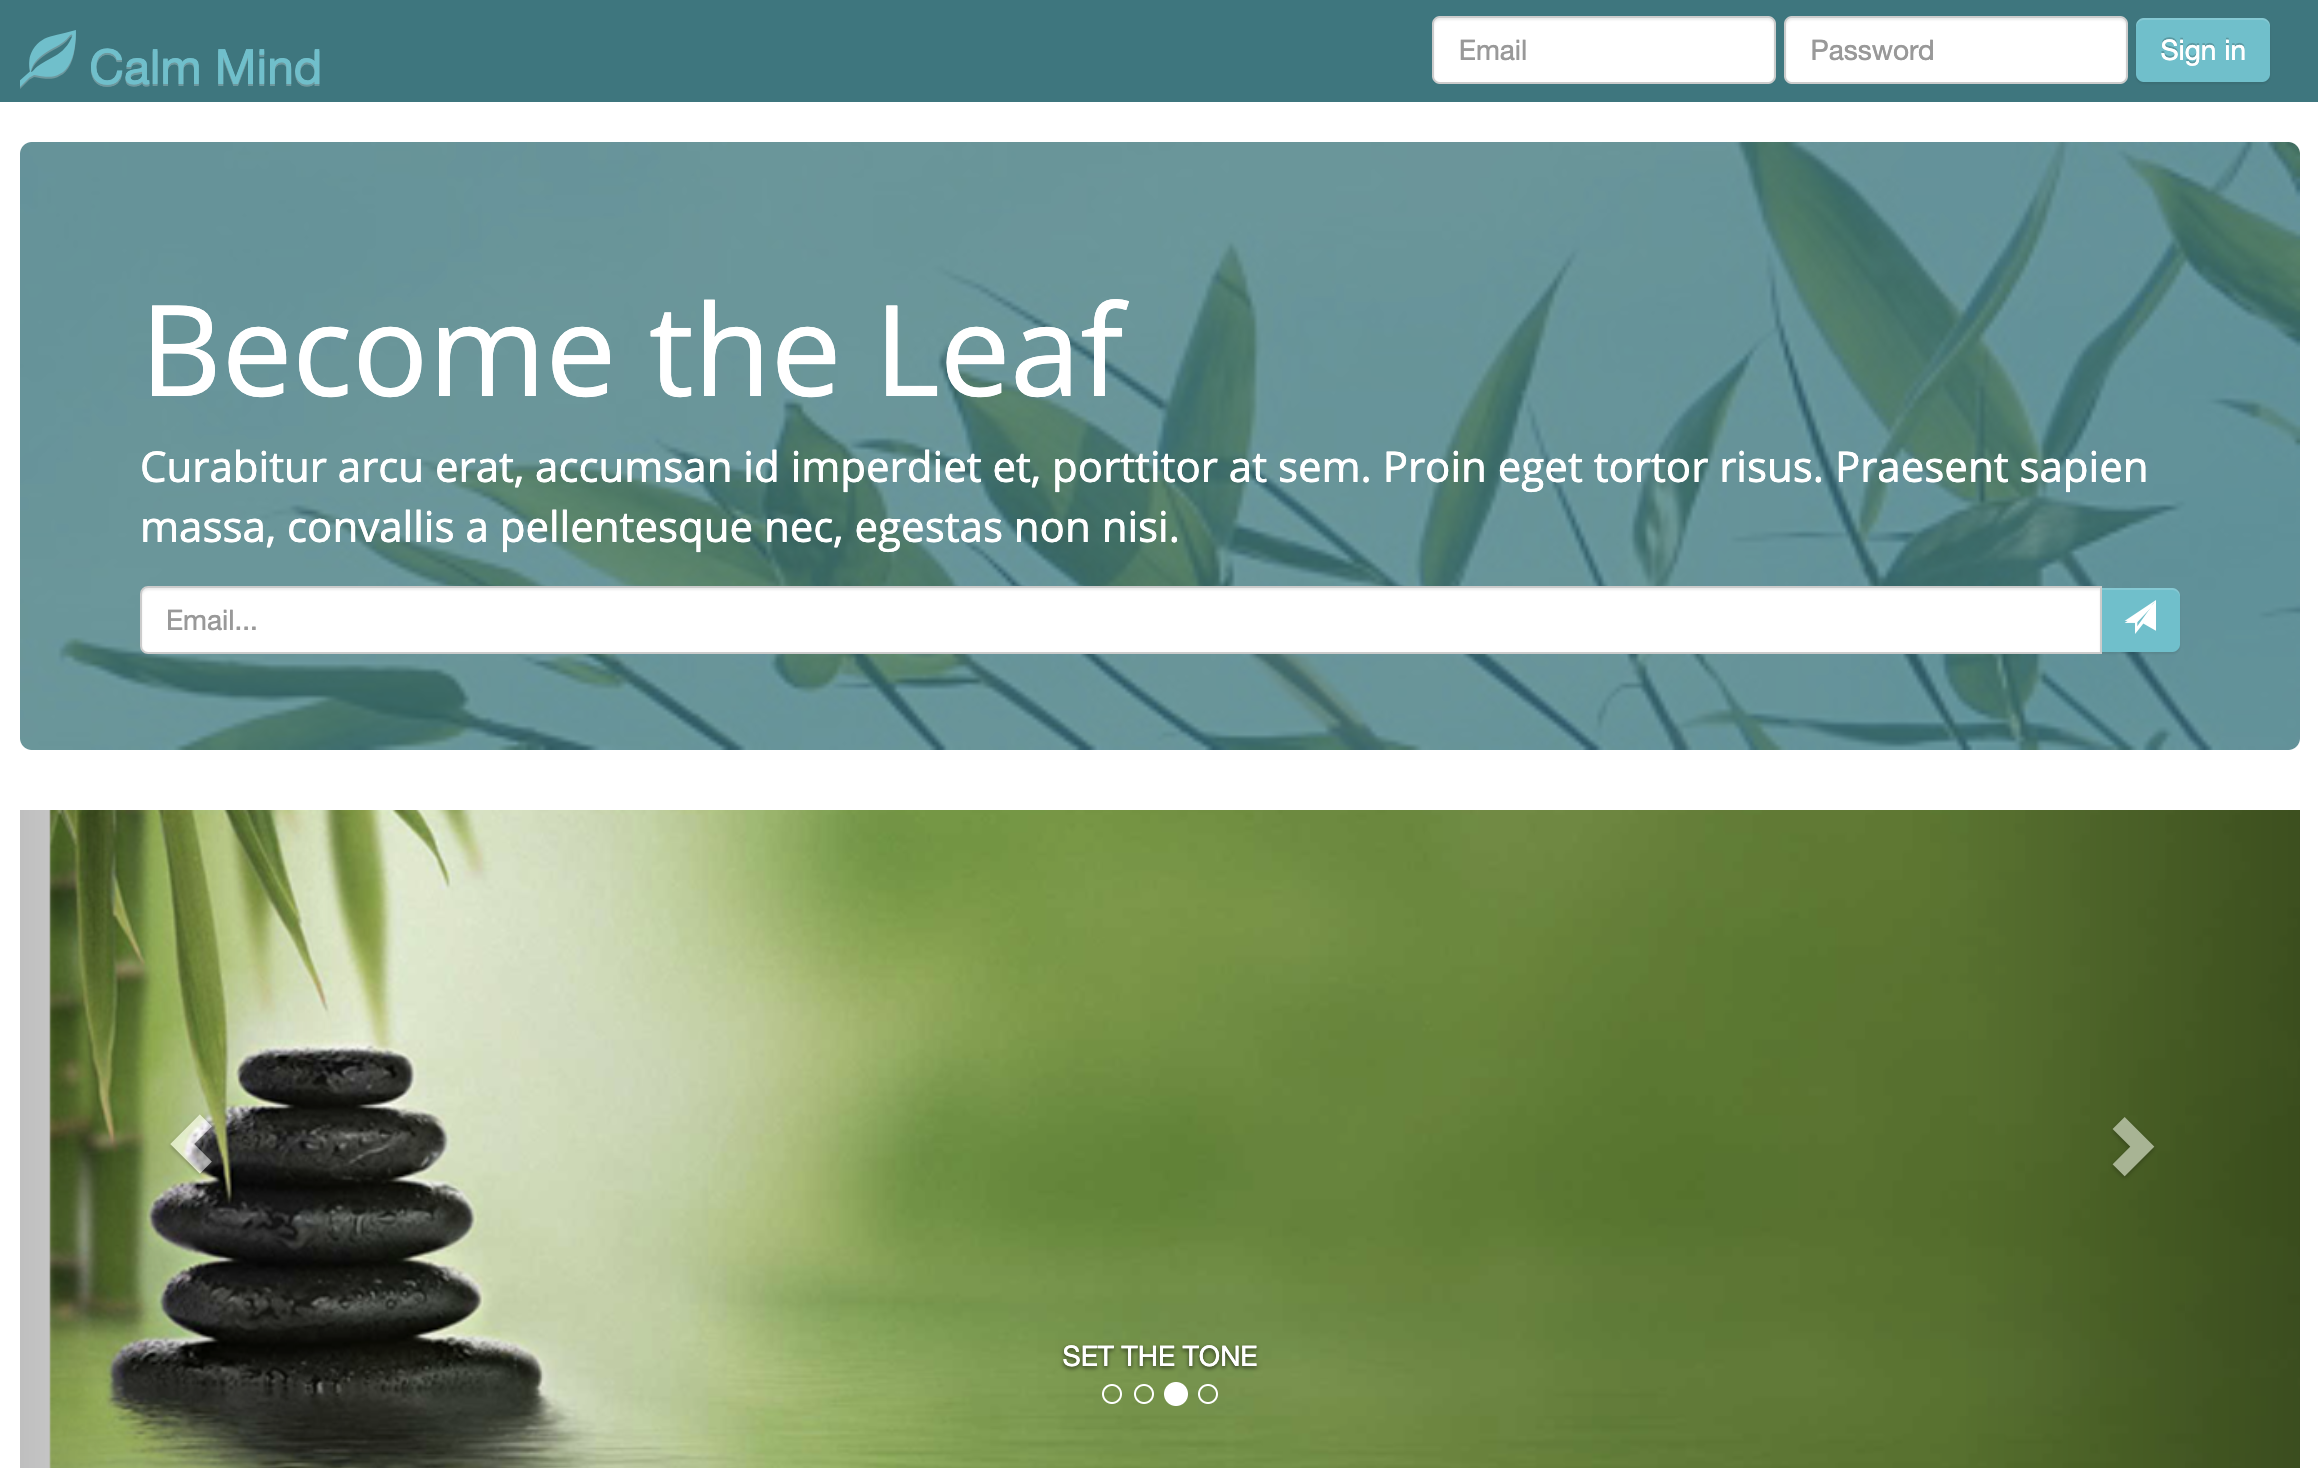 Calm Mind
Email
Password
Sign in
Become the Leaf
Curabitur arcu erat, accumsan id imperdiet et, porttitor at sem. Proin eget tortor risus. Praesent sapien
massa, convallis a pellentesque nec, egestas non nisi.
Email...
SET THE TONE